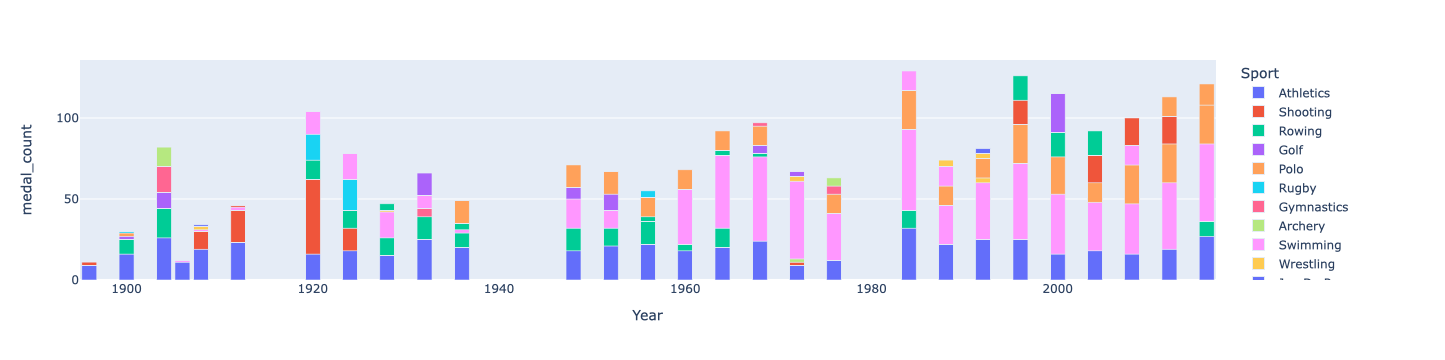 Sport
Athletics
Shooting
Rowing
Golf
Polo
Rugby
Gymnastics
Archery
Swimming
Wrestling
100
50
0
medal_count
1900
1920
1940
1960
1980
2000
Year